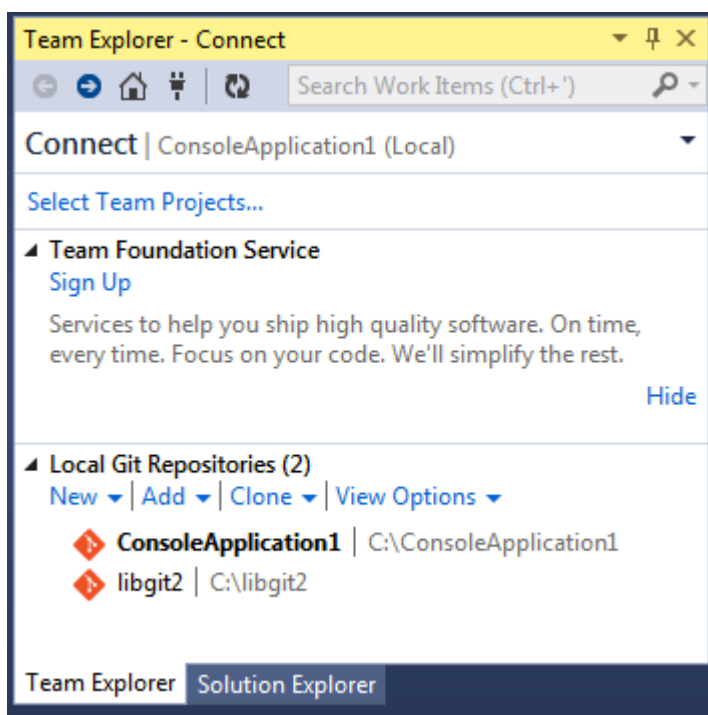 Team Explorer - Connect
Search Work Items (Ctrl+')
Connect | ConsoleApplication1 (Local)
Select Team Projects...
Team Foundation Service
Sign Up
Services to help you ship high quality software. On time,
every time. Focus on your code. We'll simplify the rest.
Hide
Local Git Repositories (2)
New | Add | Clone | View Options
ConsoleApplication1 | C:\ConsoleApplication1
libgit2 | C:\libgit2
Team Explorer Solution Explorer